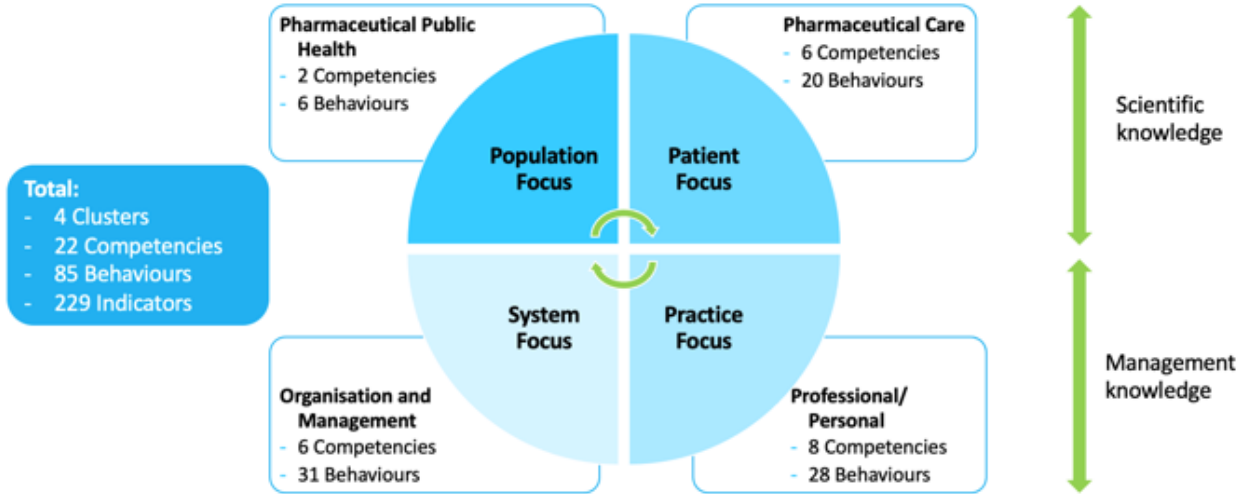 Pharmaceutical Public
Health
- 2 Competencies
- 6 Behaviours
Pharmaceutical Care
- 6 Competencies
- 20 Behaviours
Scientific
knowledge
Population
Focus
Patient
Focus
Total:
- 4 Clusters
- 22 Competencies
- 85 Behaviours
- 229 Indicators
System
Focus
Practice
Focus
Organisation and
Management
- 6 Competencies
- 31 Behaviours
Professional/
Personal
- 8 Competencies
- 28 Behaviours
Management
knowledge